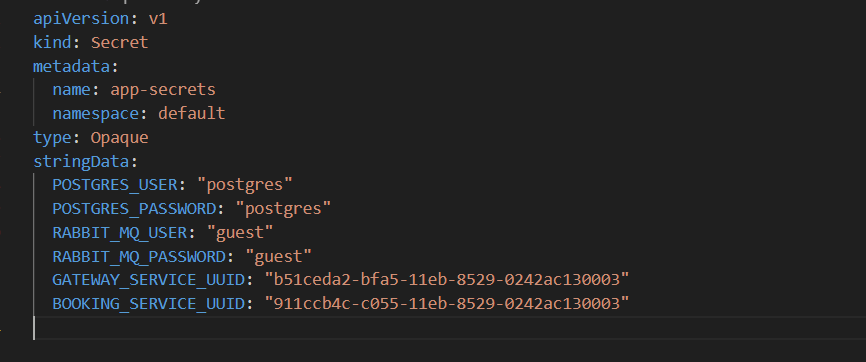 apiVersion: v1
kind: Secret
metadata:
  name: app-secrets
  namespace: default
type: Opaque
stringData:
  POSTGRES_USER: "postgres"
  POSTGRES_PASSWORD: "postgres"
  RABBIT_MQ_USER: "guest"
  RABBIT_MQ_PASSWORD: "guest"
  GATEWAY_SERVICE_UUID: "b51ceda2-bfa5-11eb-8529-0242ac130003"
  BOOKING_SERVICE_UUID: "911ccb4c-c055-11eb-8529-0242ac130003"